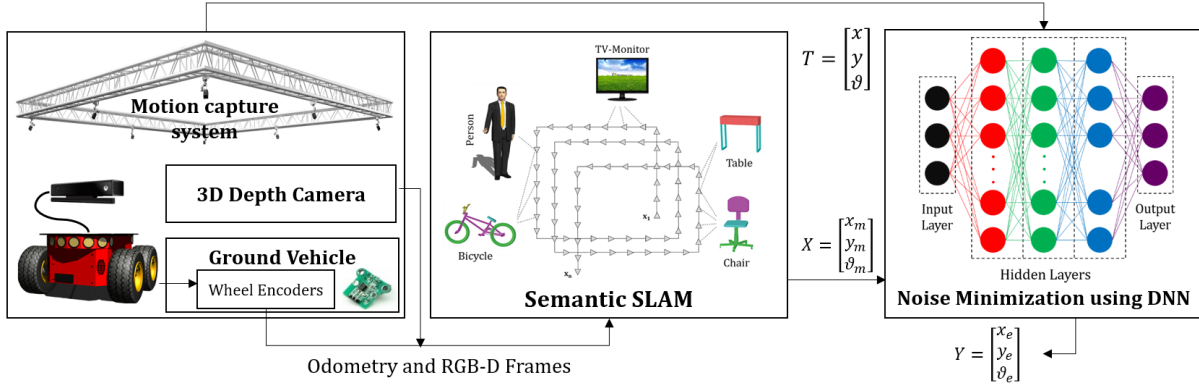 Motion capture
system
3D Depth Camera
Ground Vehicle
Wheel Encoders
TV-Monitor
Person
Table
Bicycle
Chair
x₁
xₙ
Semantic SLAM
Odometry and RGB-D Frames
T = [x
y
ϑ]
X = [xₘ
yₘ
ϑₘ]
Input
Layer
Output
Layer
Hidden Layers
Noise Minimization using DNN
Y = [xₑ
yₑ
ϑₑ]